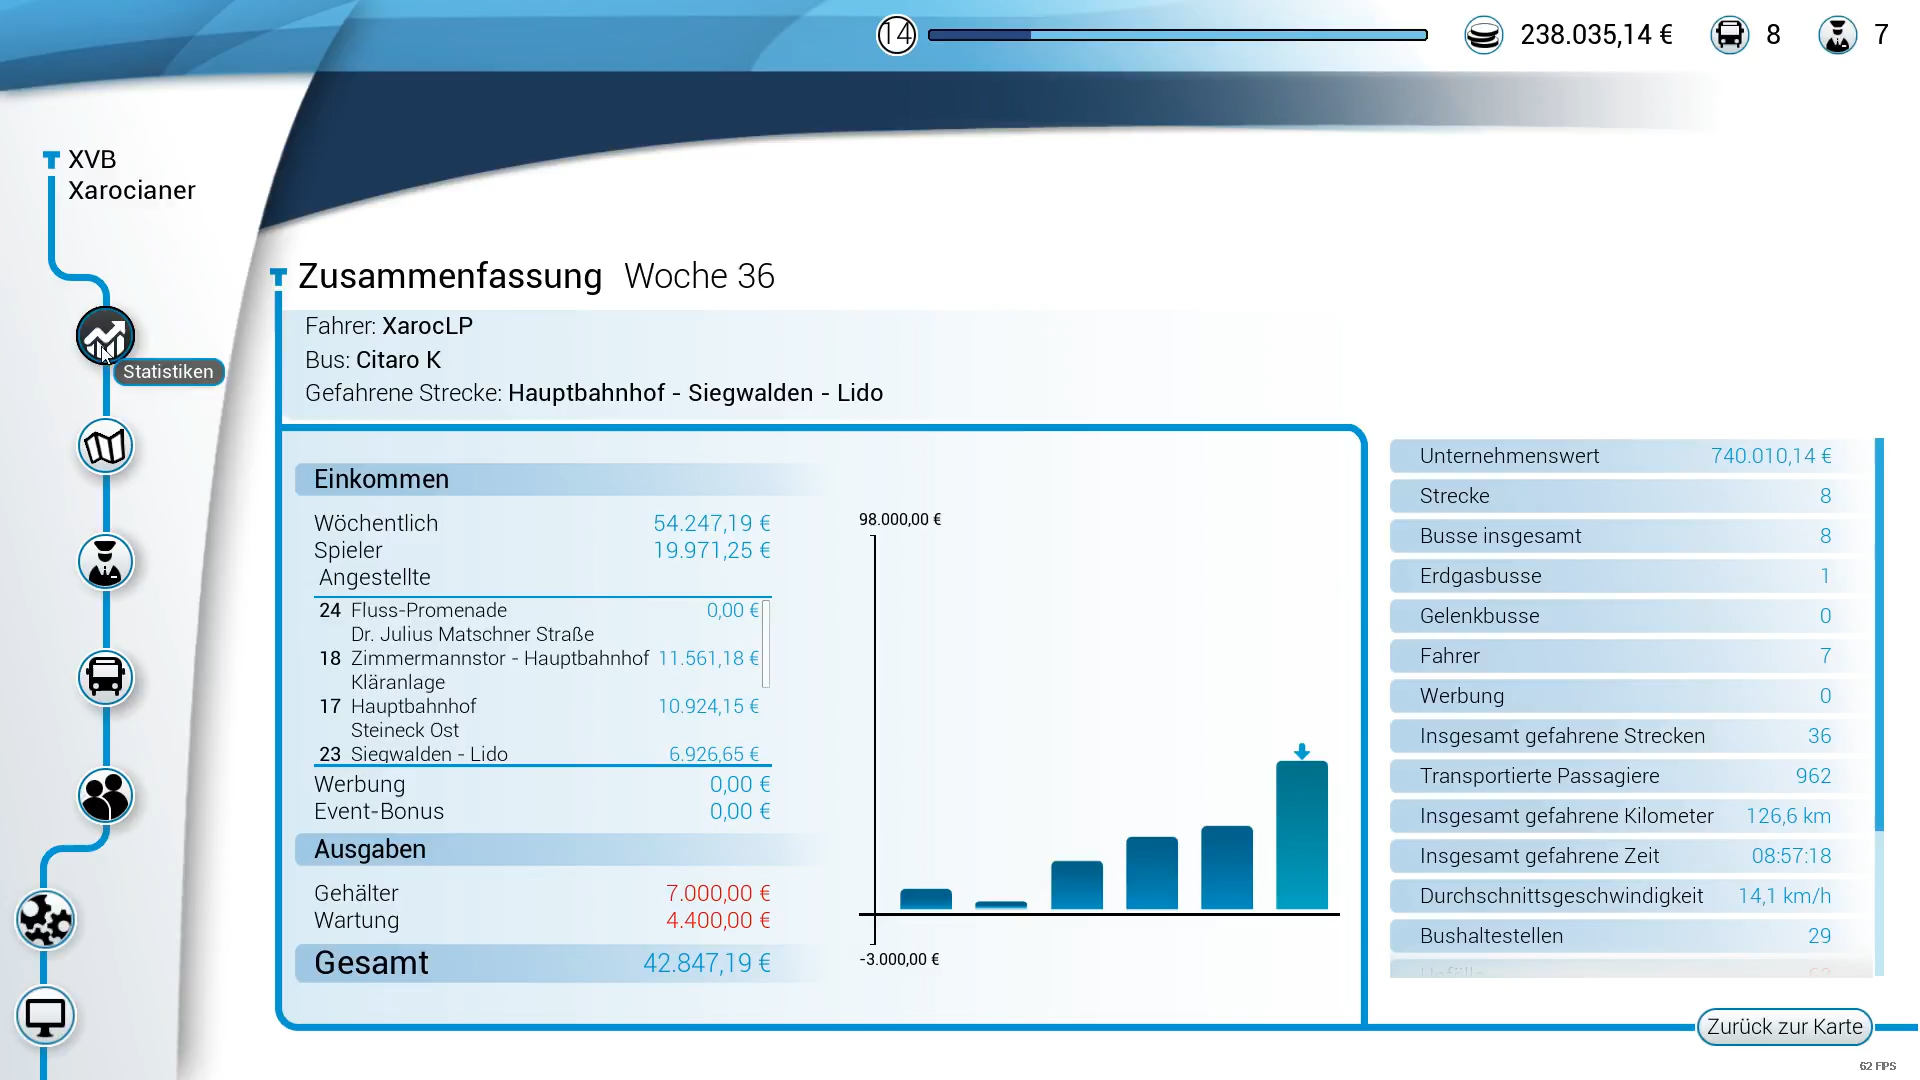 14
238.035,14 €
8
7
XVB
Xarocianer
Statistiken
Zusammenfassung Woche 36
Fahrer: XarocLP
Bus: Citaro K
Gefahrene Strecke: Hauptbahnhof - Siegwalden - Lido
Einkommen
Wöchentlich 54.247,19 €
Spieler 19.971,25 €
Angestellte
24 Fluss-Promenade 0,00 €
Dr. Julius Matschner Straße
18 Zimmermannstor - Hauptbahnhof 11.561,18 €
Kläranlage
17 Hauptbahnhof 10.924,15 €
Steineck Ost
23 Siegwalden - Lido 6.926,65 €
Werbung 0,00 €
Event-Bonus 0,00 €
Ausgaben
Gehälter 7.000,00 €
Wartung 4.400,00 €
Gesamt 42.847,19 €
98.000,00 €
-3.000,00 €
Unternehmenswert 740.010,14 €
Strecke 8
Busse insgesamt 8
Erdgasbusse 1
Gelenkbusse 0
Fahrer 7
Werbung 0
Insgesamt gefahrene Strecken 36
Transportierte Passagiere 962
Insgesamt gefahrene Kilometer 126,6 km
Insgesamt gefahrene Zeit 08:57:18
Durchschnittsgeschwindigkeit 14,1 km/h
Bushaltestellen 29
Zurück zur Karte
62 FPS